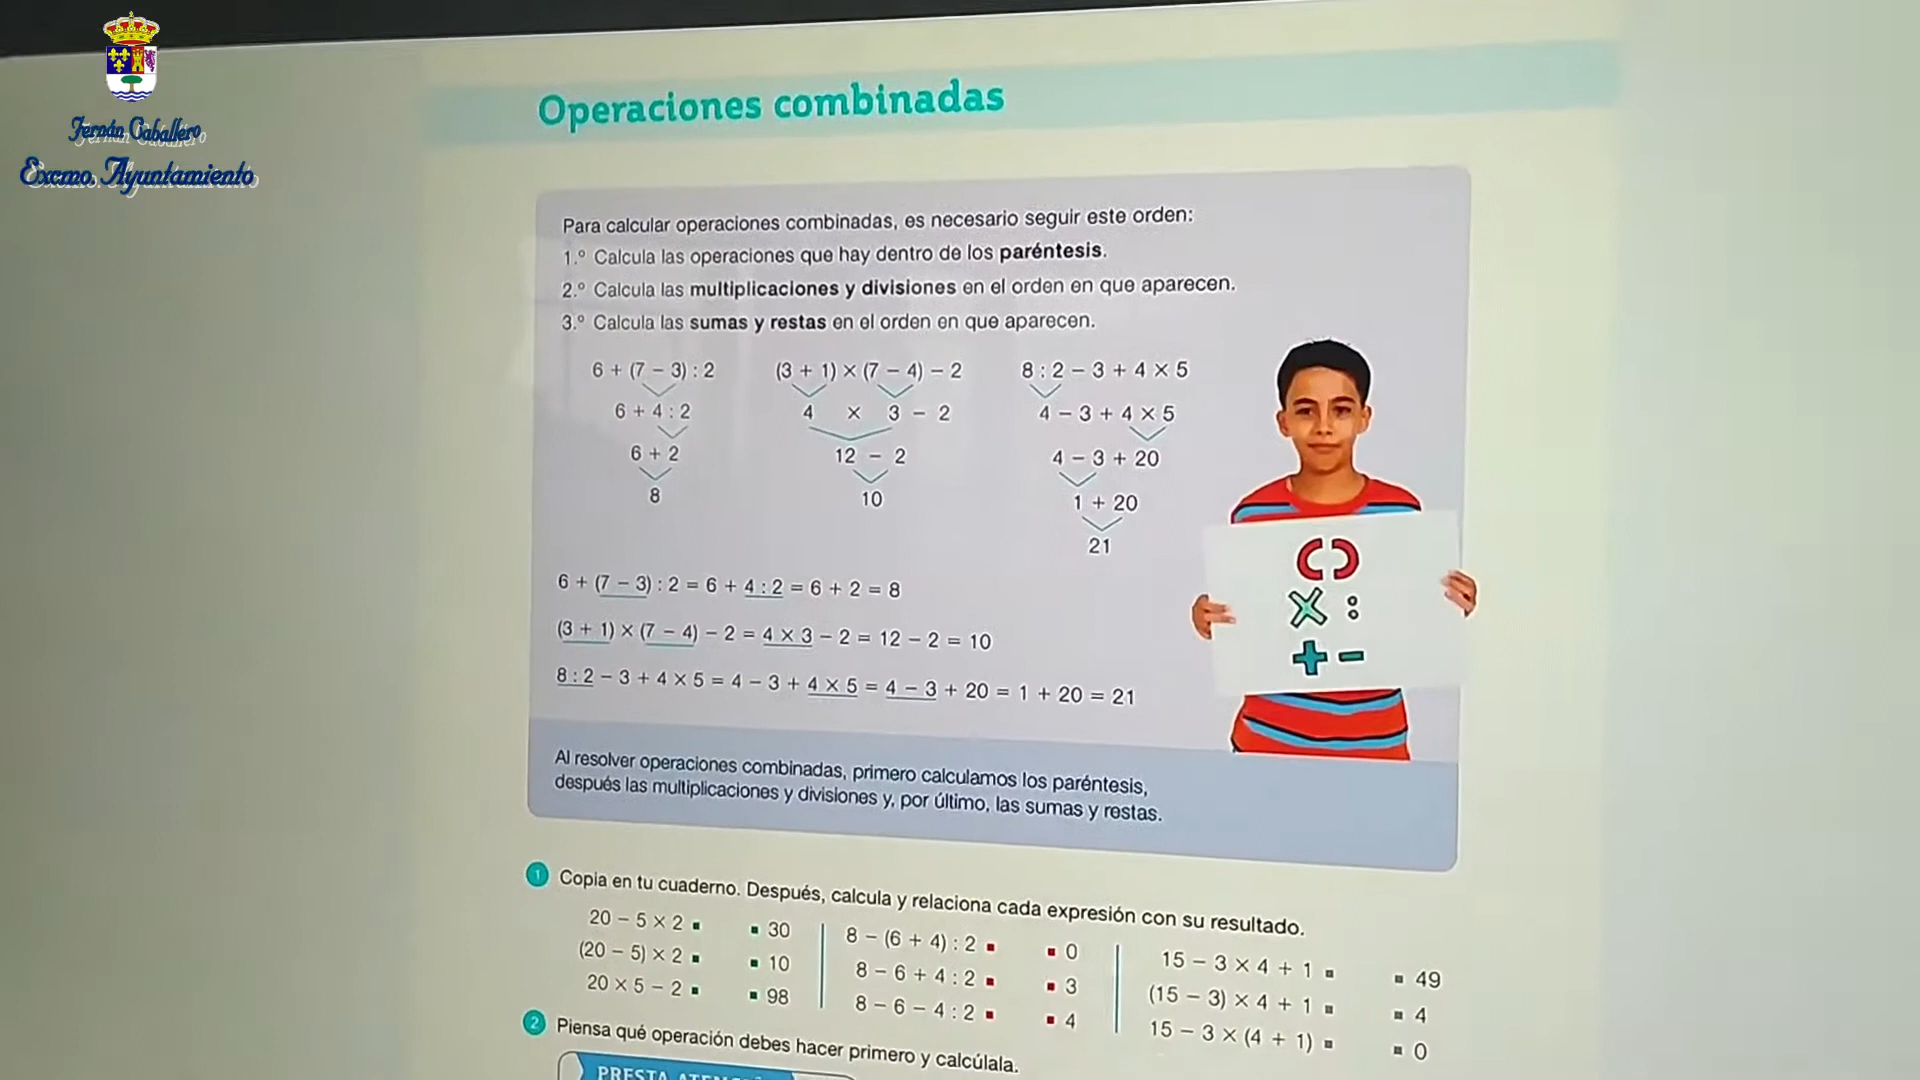 Fernán Caballero
Excmo. Ayuntamiento
Operaciones combinadas
Para calcular operaciones combinadas, es necesario seguir este orden:
1.º Calcula las operaciones que hay dentro de los paréntesis.
2.º Calcula las multiplicaciones y divisiones en el orden en que aparecen.
3.º Calcula las sumas y restas en el orden en que aparecen.
6 + (7 − 3) : 2
6 + 4 : 2
6 + 2
8
(3 + 1) × (7 − 4) − 2
4 × 3 − 2
12 − 2
10
8 : 2 − 3 + 4 × 5
4 − 3 + 4 × 5
4 − 3 + 20
1 + 20
21
( )
× :
+ −
6 + (7 − 3) : 2 = 6 + 4 : 2 = 6 + 2 = 8
(3 + 1) × (7 − 4) − 2 = 4 × 3 − 2 = 12 − 2 = 10
8 : 2 − 3 + 4 × 5 = 4 − 3 + 4 × 5 = 4 − 3 + 20 = 1 + 20 = 21
Al resolver operaciones combinadas, primero calculamos los paréntesis,
después las multiplicaciones y divisiones y, por último, las sumas y restas.
1 Copia en tu cuaderno. Después, calcula y relaciona cada expresión con su resultado.
20 − 5 × 2 ▪ ▪ 30
(20 − 5) × 2 ▪ ▪ 10
20 × 5 − 2 ▪ ▪ 98
8 − (6 + 4) : 2 ▪ ▪ 0
8 − 6 + 4 : 2 ▪ ▪ 3
8 − 6 − 4 : 2 ▪ ▪ 4
15 − 3 × 4 + 1 ▪ ▪ 49
(15 − 3) × 4 + 1 ▪ ▪ 4
15 − 3 × (4 + 1) ▪ ▪ 0
2 Piensa qué operación debes hacer primero y calcúlala.
PRESTA